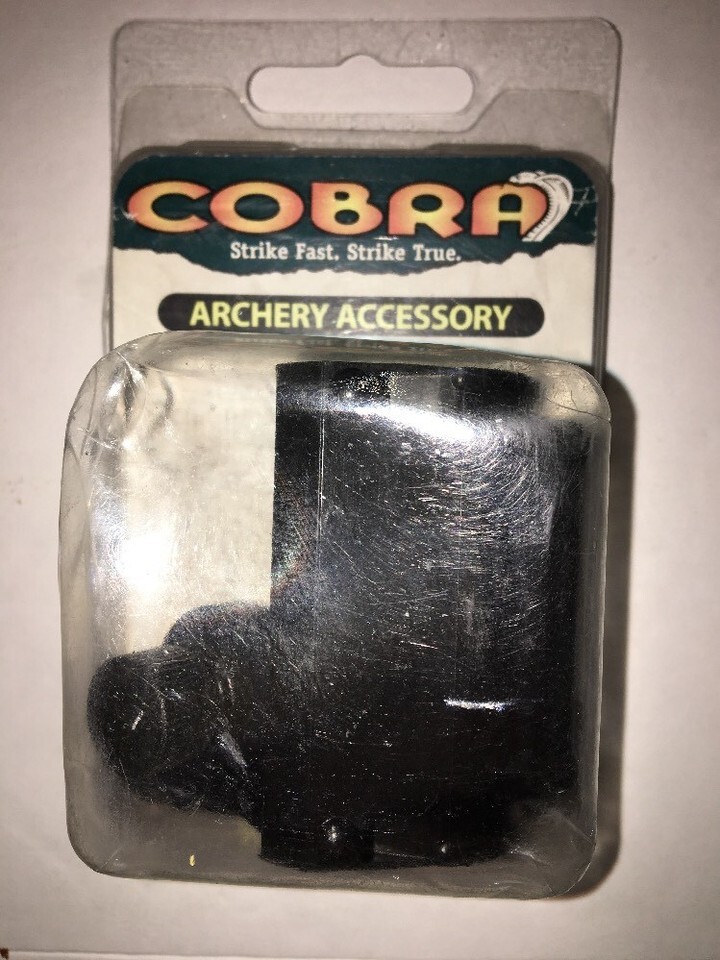 COBRA
Strike Fast. Strike True.
ARCHERY ACCESSORY